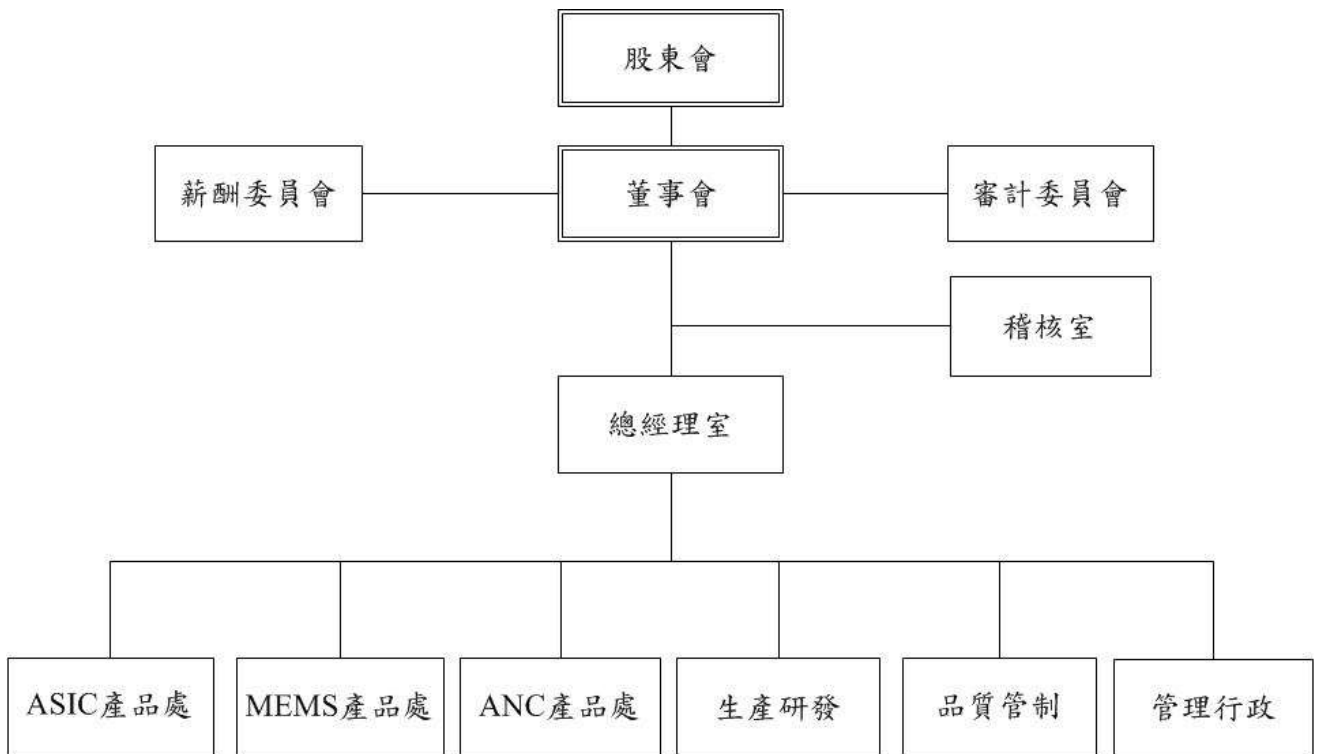 股東會
薪酬委員會
董事會
審計委員會
稽核室
總經理室
ASIC產品處
MEMS產品處
ANC產品處
生產研發
品質管制
管理行政